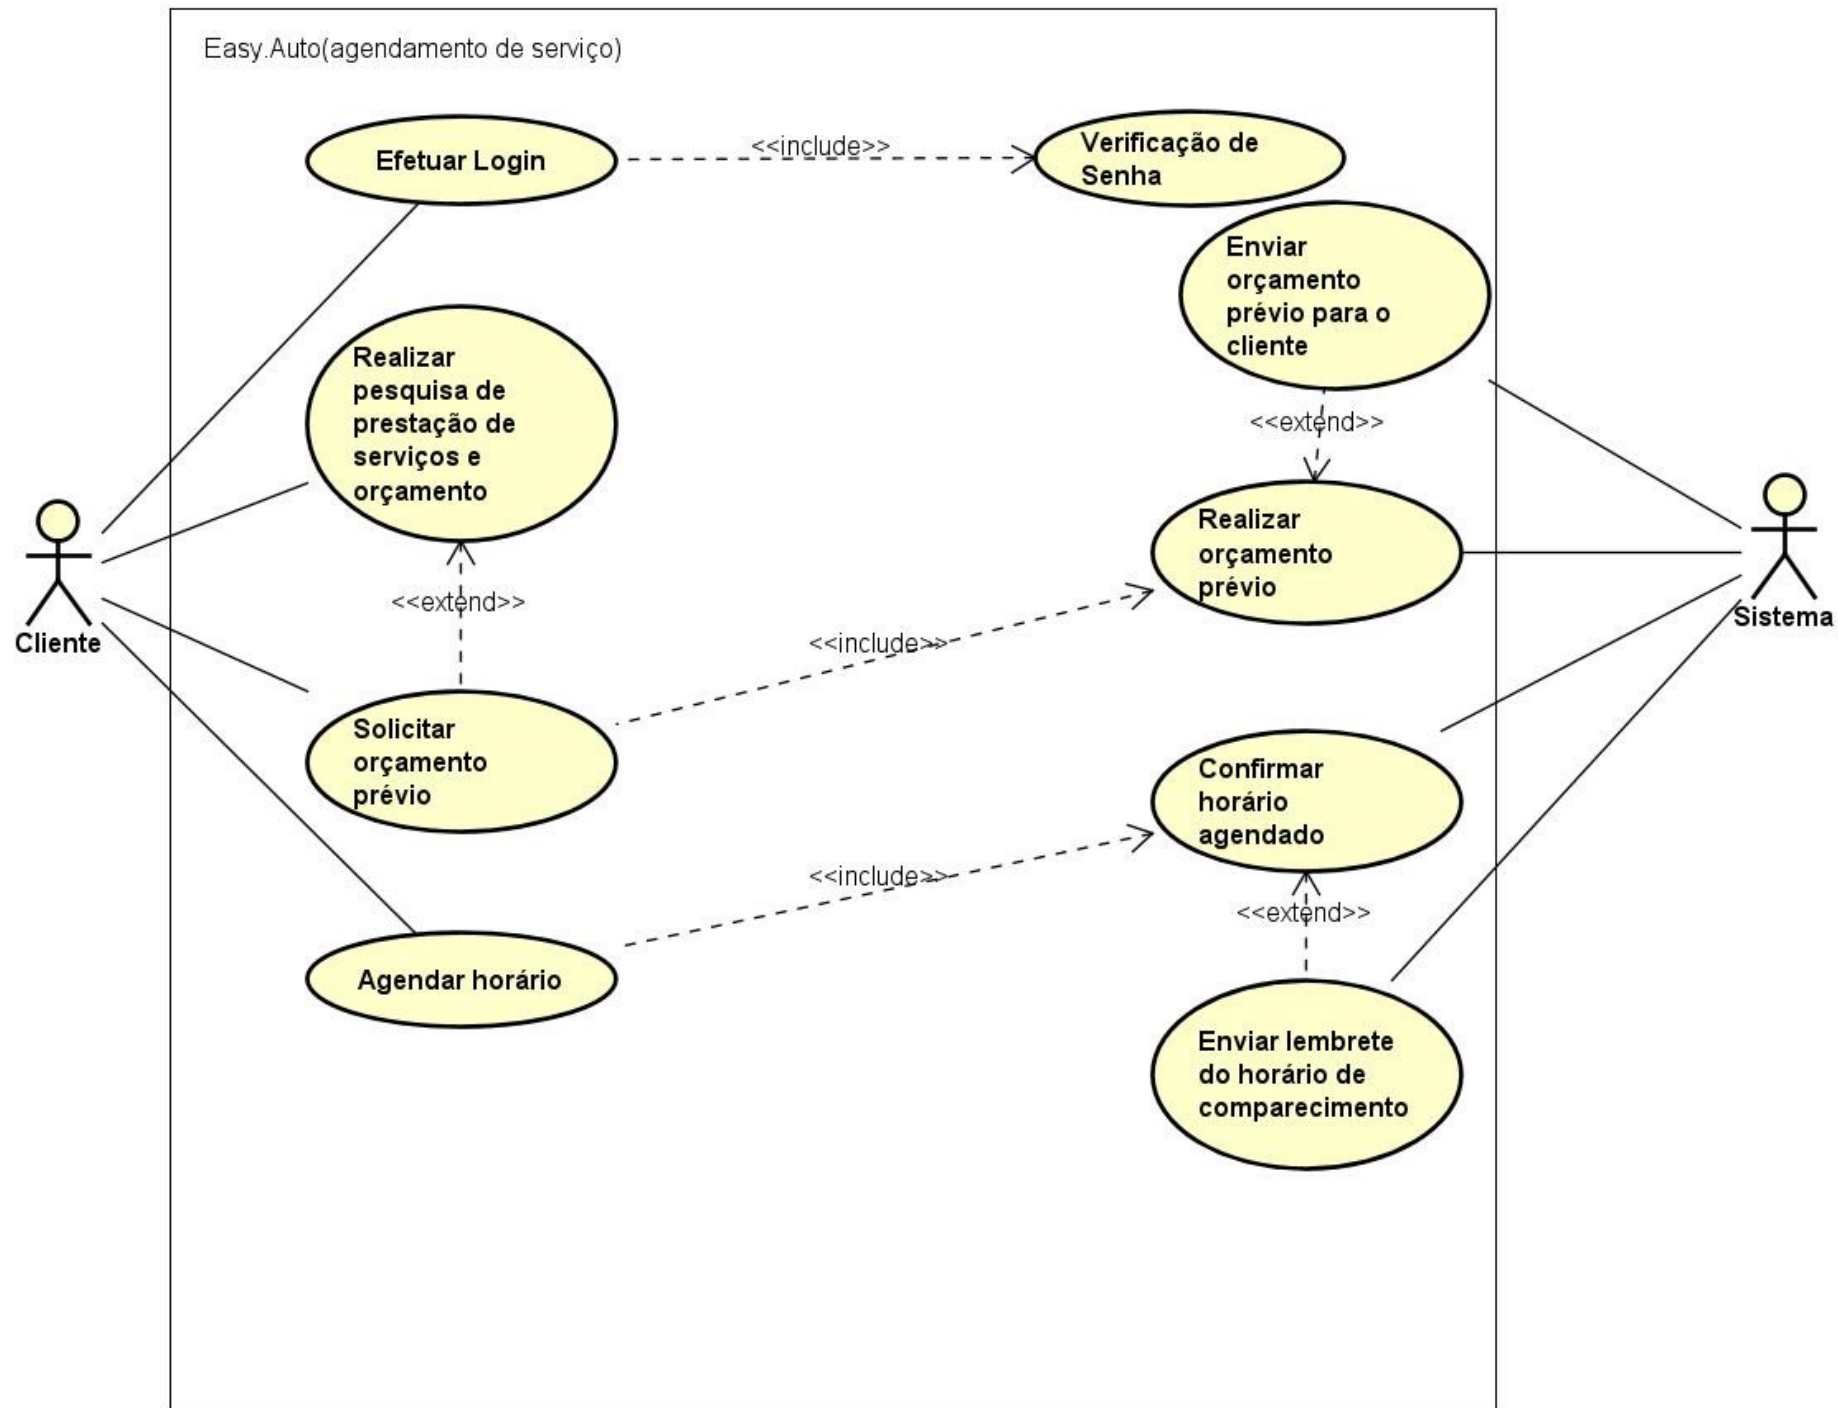 Easy.Auto(agendamento de serviço)
Efetuar Login
<<include>>
Verificação de
Senha
Enviar
orçamento
prévio para o
cliente
Realizar
pesquisa de
prestação de
serviços e
orçamento
<<extend>>
Realizar
orçamento
prévio
Cliente
Sistema
<<extend>>
<<include>>
Solicitar
orçamento
prévio
Confirmar
horário
agendado
<<include>>
<<extend>>
Agendar horário
Enviar lembrete
do horário de
comparecimento